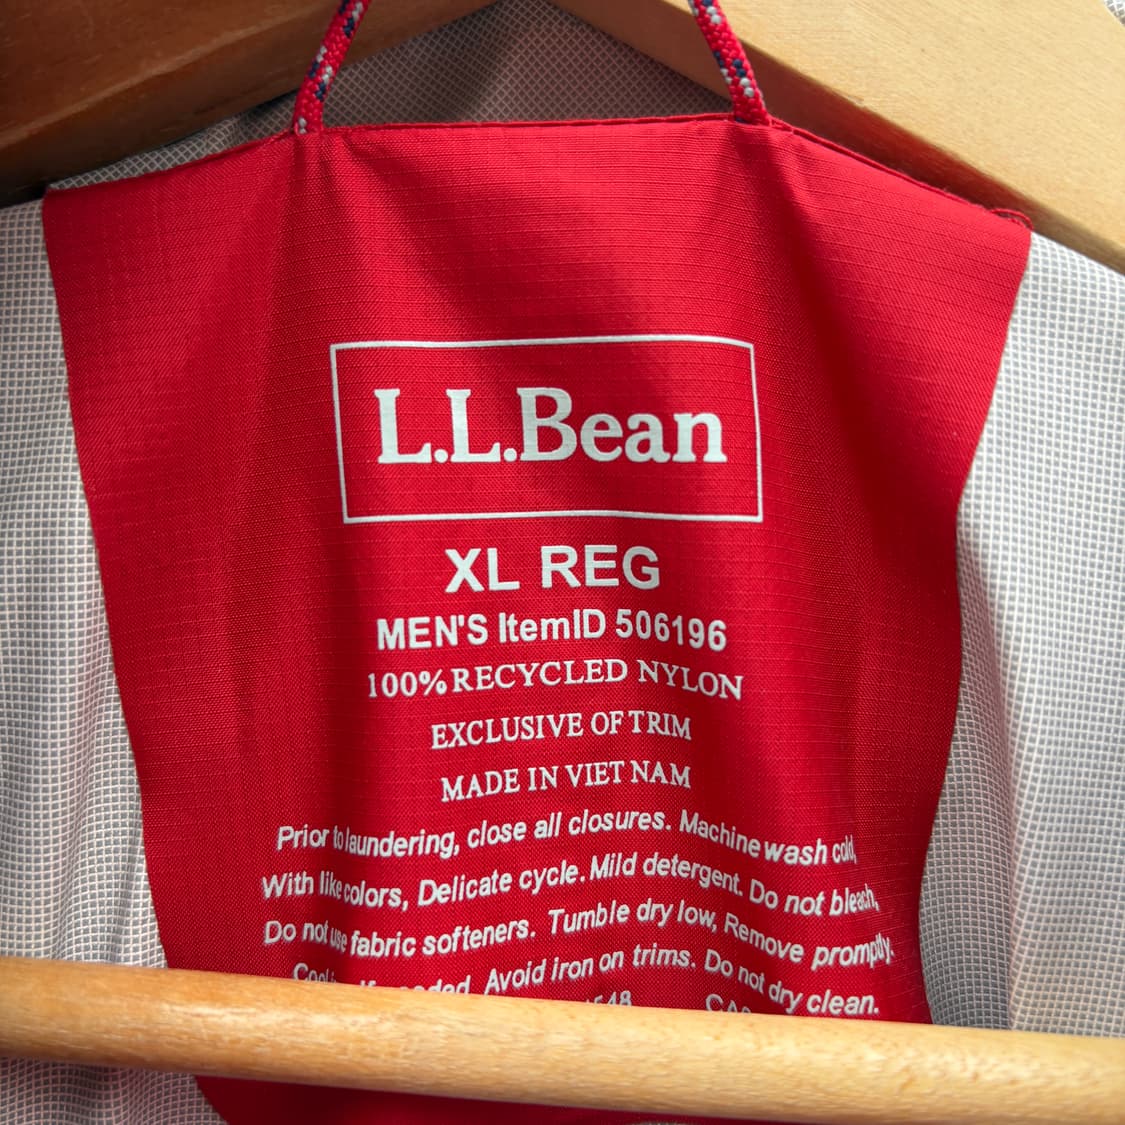 L.L.Bean
XL REG
MEN'S ItemID 506196
100% RECYCLED NYLON
EXCLUSIVE OF TRIM
MADE IN VIET NAM
Prior to laundering, close all closures. Machine wash cold,
With like colors, Delicate cycle. Mild detergent. Do not bleach,
Do not use fabric softeners. Tumble dry low, Remove promptly.
Avoid iron on trims. Do not dry clean.